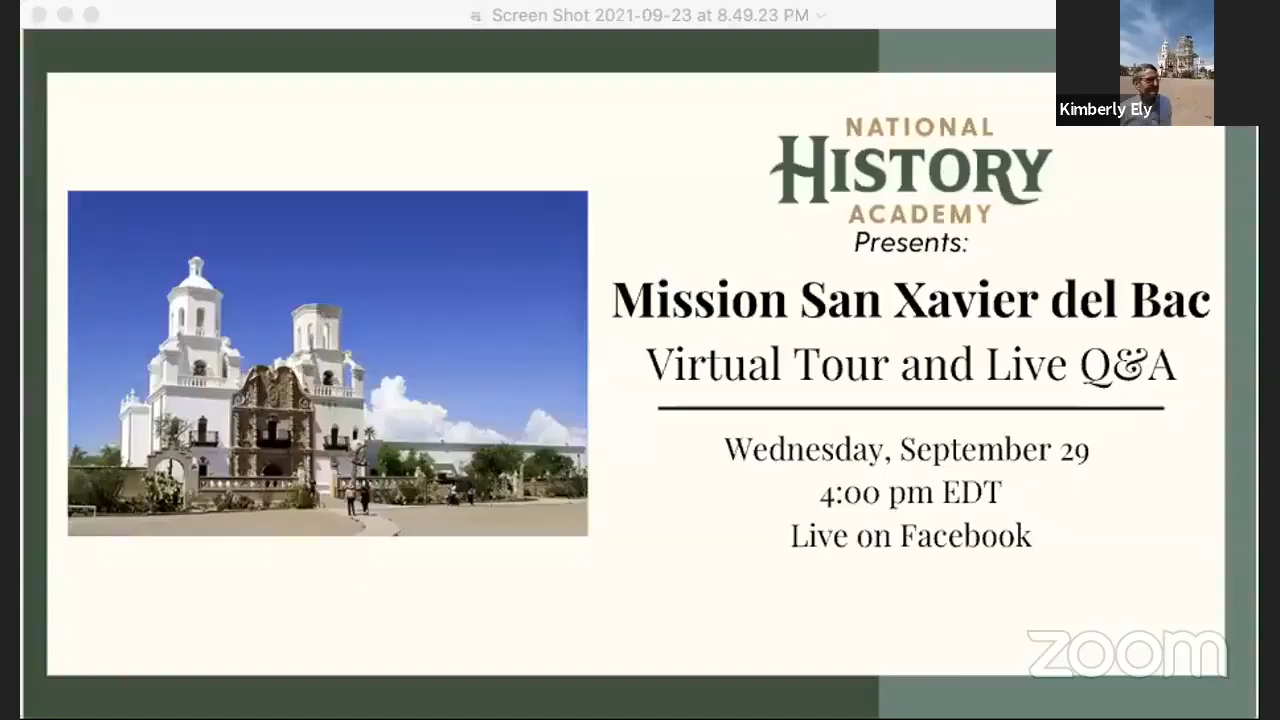 Screen Shot 2021-09-23 at 8.49.23 PM
Kimberly Ely
NATIONAL
HISTORY
ACADEMY
Presents:
Mission San Xavier del Bac
Virtual Tour and Live Q&A
Wednesday, September 29
4:00 pm EDT
Live on Facebook
zoom